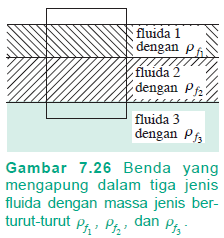 fluida 1
dengan ρf1
fluida 2
dengan ρf2
fluida 3
dengan ρf3
Gambar 7.26 Benda yang
mengapung dalam tiga jenis
fluida dengan massa jenis ber-
turut-turut ρf1, ρf2, dan ρf3.